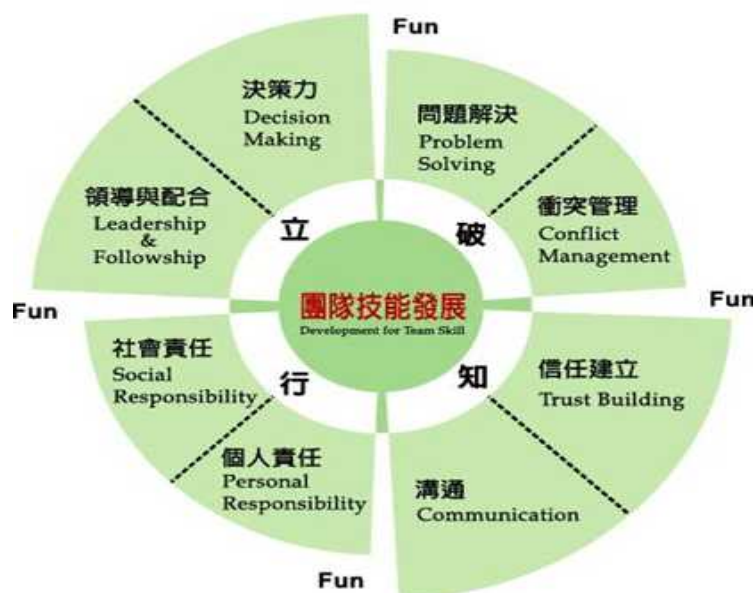 Fun
決策力
Decision
Making
問題解決
Problem
Solving
領導與配合
Leadership
&
Followship
衝突管理
Conflict
Management
立
破
Fun
Fun
團隊技能發展
Development for Team Skill
社會責任
Social
Responsibility
行
知
信任建立
Trust Building
個人責任
Personal
Responsibility
溝通
Communication
Fun